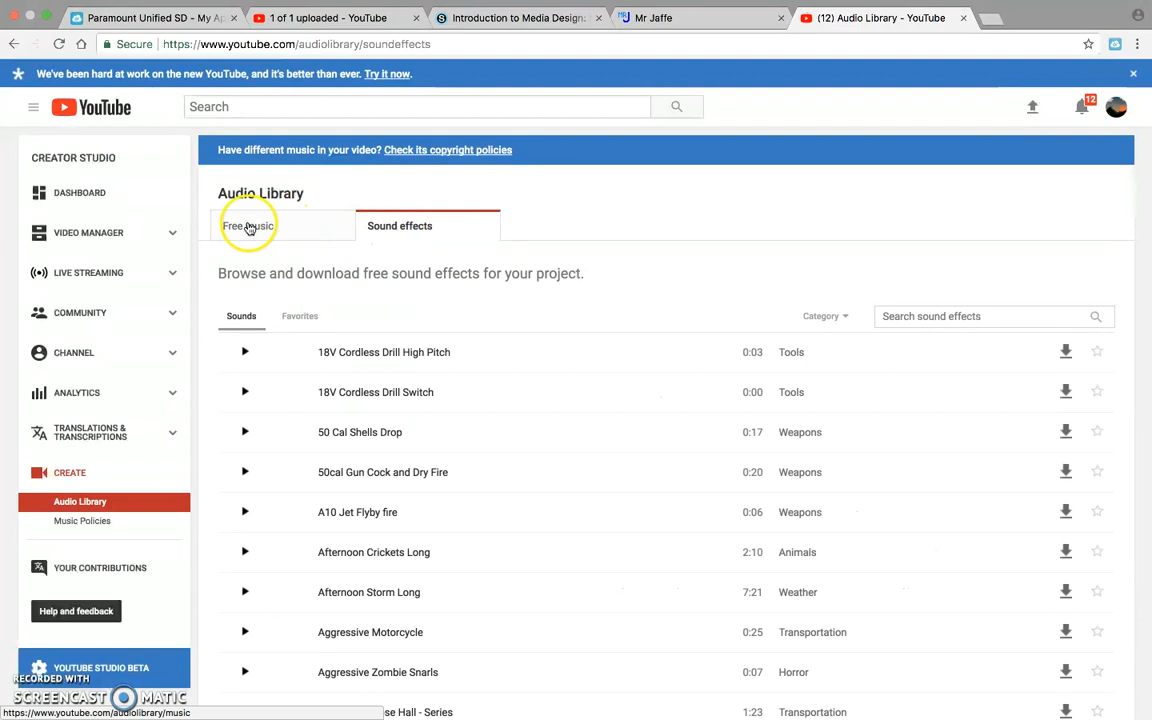 Paramount Unified SD - My Ap
1 of 1 uploaded - YouTube
Introduction to Media Design:
Mr Jaffe
(12) Audio Library - YouTube
Secure
https://www.youtube.com/audiolibrary/soundeffects
We've been hard at work on the new YouTube, and it's better than ever. Try it now.
YouTube
Search
12
CREATOR STUDIO
DASHBOARD
VIDEO MANAGER
LIVE STREAMING
COMMUNITY
CHANNEL
ANALYTICS
TRANSLATIONS &
TRANSCRIPTIONS
CREATE
Audio Library
Music Policies
YOUR CONTRIBUTIONS
Help and feedback
YOUTUBE STUDIO BETA
RECORDED WITH
SCREENCAST MATIC
https://www.youtube.com/audiolibrary/music
Have different music in your video? Check its copyright policies
Audio Library
Free music
Sound effects
Browse and download free sound effects for your project.
Sounds
Favorites
Category
Search sound effects
18V Cordless Drill High Pitch 0:03 Tools
18V Cordless Drill Switch 0:00 Tools
50 Cal Shells Drop 0:17 Weapons
50cal Gun Cock and Dry Fire 0:20 Weapons
A10 Jet Flyby fire 0:06 Weapons
Afternoon Crickets Long 2:10 Animals
Afternoon Storm Long 7:21 Weather
Aggressive Motorcycle 0:25 Transportation
Aggressive Zombie Snarls 0:07 Horror
se Hall - Series 1:23 Transportation